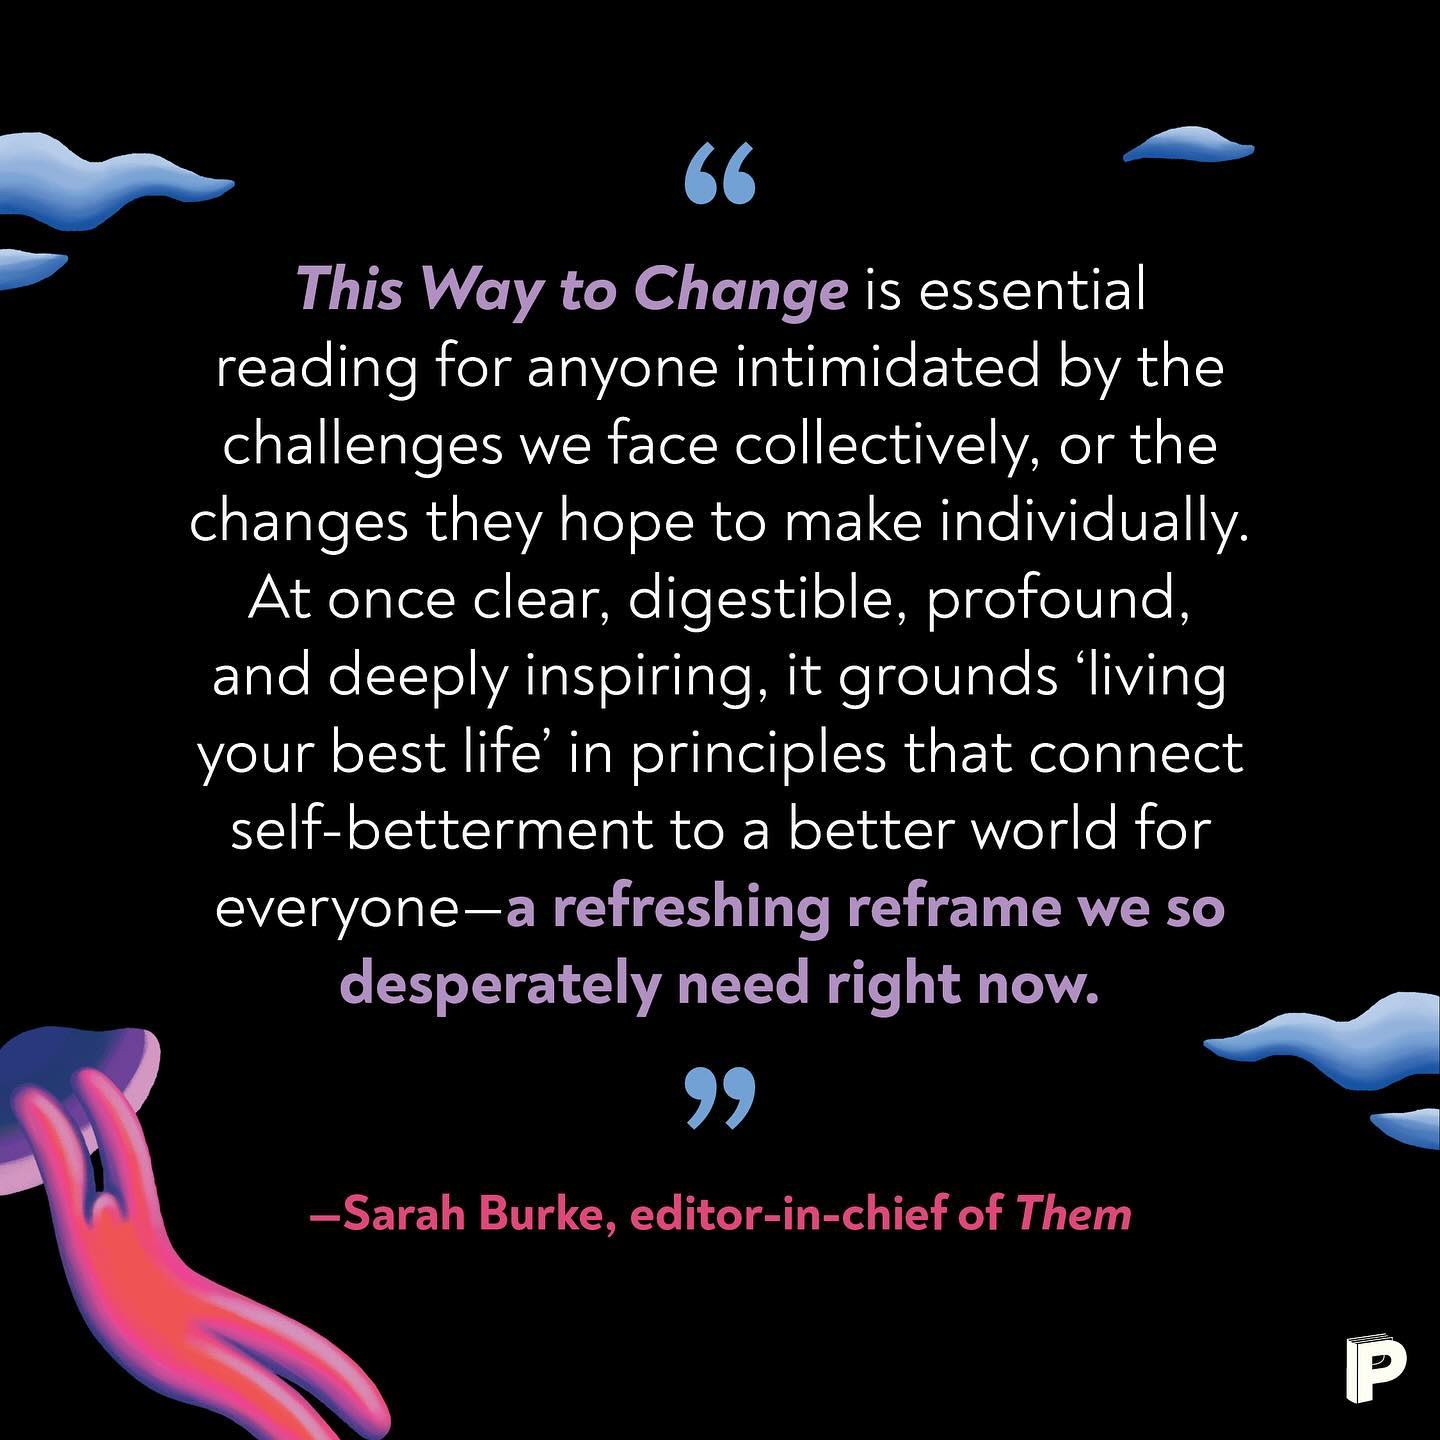 “
This Way to Change is essential
reading for anyone intimidated by the
challenges we face collectively, or the
changes they hope to make individually.
At once clear, digestible, profound,
and deeply inspiring, it grounds ‘living
your best life’ in principles that connect
self-betterment to a better world for
everyone—a refreshing reframe we so
desperately need right now.
”
—Sarah Burke, editor-in-chief of Them
P